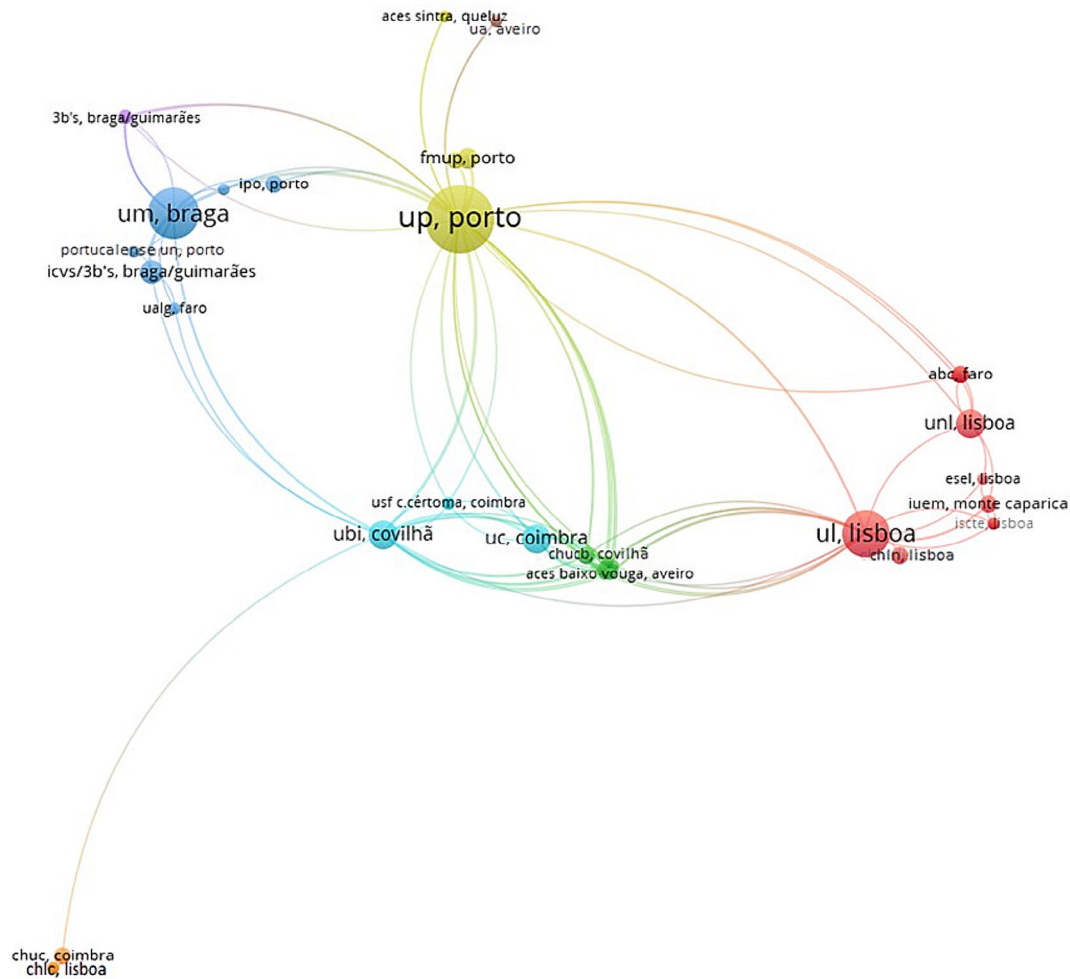 aces sintra, queluz
ua, aveiro
3b's, braga/guimarães
fmup, porto
ipo, porto
um, braga
up, porto
portucalense un, porto
icvs/3b's, braga/guimarães
ualg, faro
abc, faro
unl, lisboa
esel, lisboa
usf c.cértoma, coimbra
iuem, monte caparica
iscte, lisboa
ubi, covilhã
uc, coimbra
ul, lisboa
chucb, covilhã
chln, lisboa
aces baixo vouga, aveiro
chuc, coimbra
chlc, lisboa